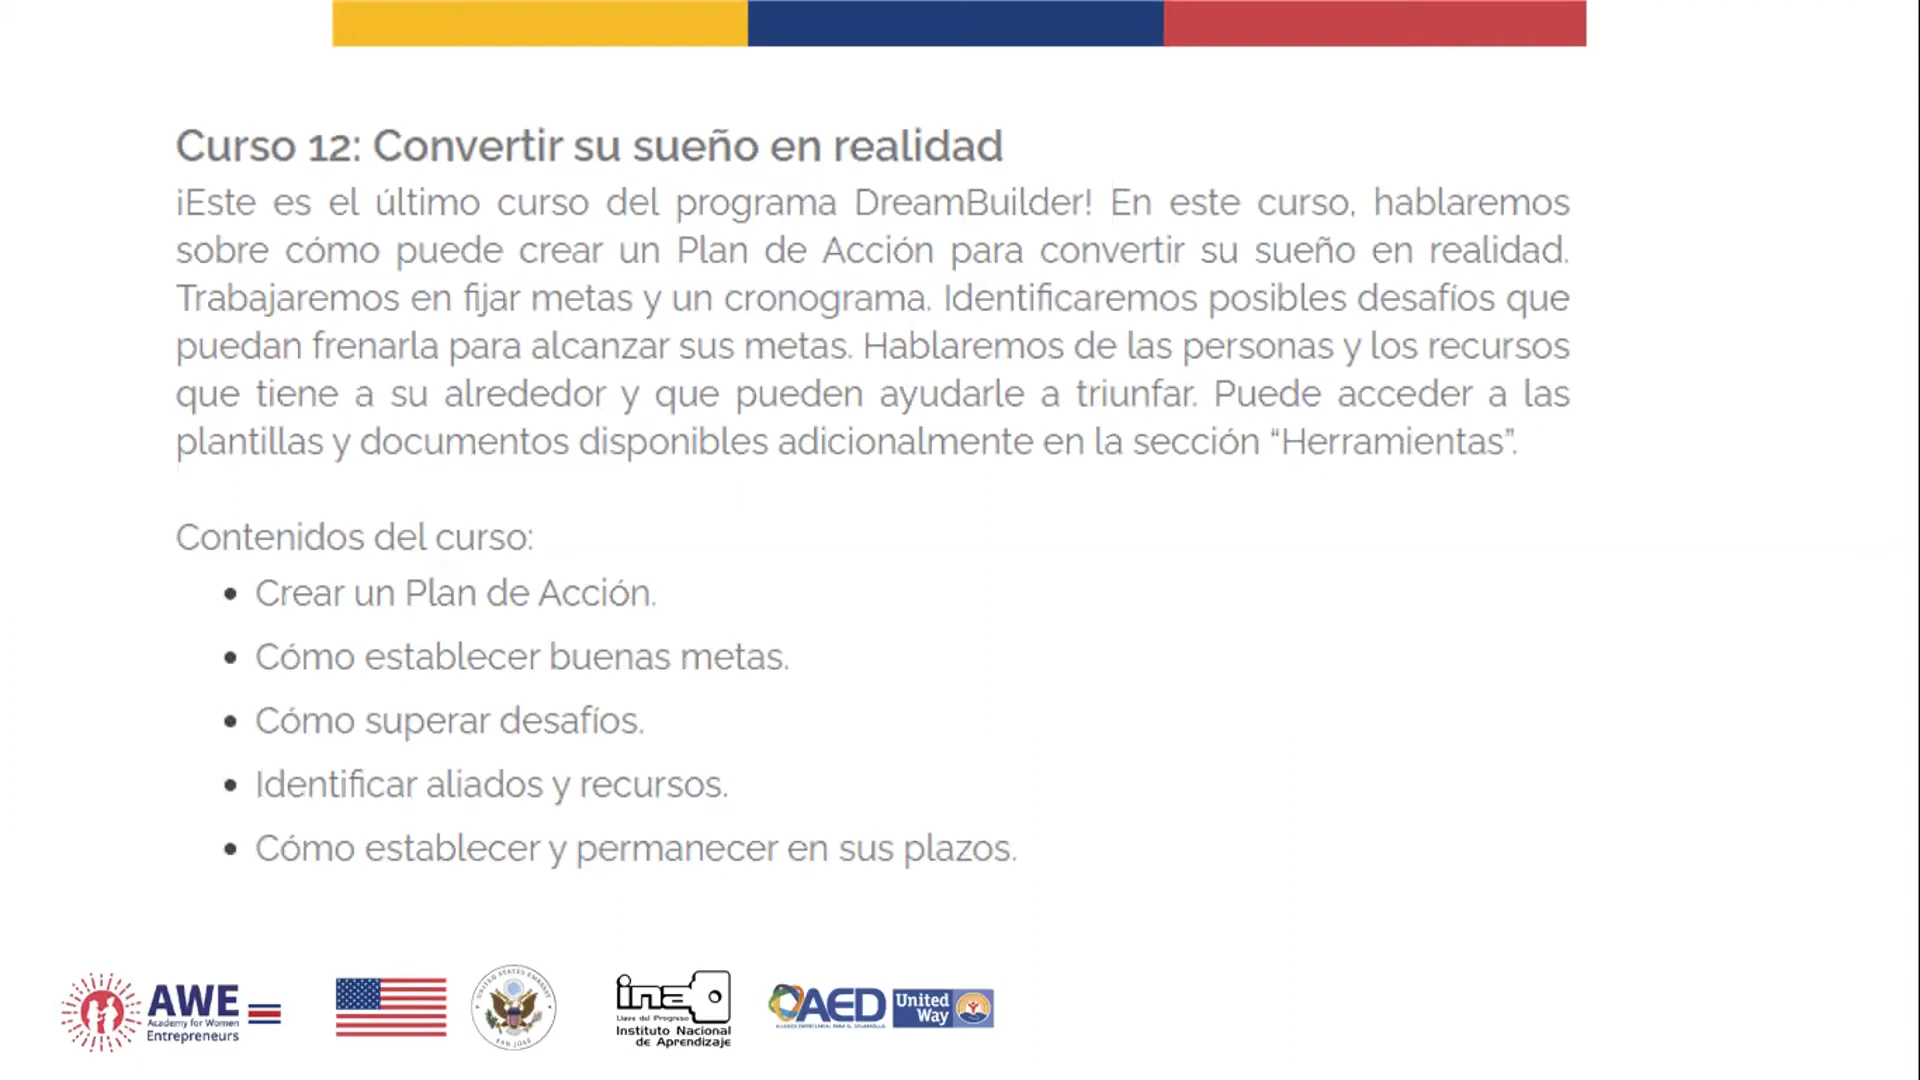 Curso 12: Convertir su sueño en realidad
¡Este es el último curso del programa DreamBuilder! En este curso, hablaremos
sobre cómo puede crear un Plan de Acción para convertir su sueño en realidad.
Trabajaremos en fijar metas y un cronograma. Identificaremos posibles desafíos que
puedan frenarla para alcanzar sus metas. Hablaremos de las personas y los recursos
que tiene a su alrededor y que pueden ayudarle a triunfar. Puede acceder a las
plantillas y documentos disponibles adicionalmente en la sección “Herramientas”.
Contenidos del curso:
• Crear un Plan de Acción.
• Cómo establecer buenas metas.
• Cómo superar desafíos.
• Identificar aliados y recursos.
• Cómo establecer y permanecer en sus plazos.
AWE
Academy for Women
Entrepreneurs
UNITED STATES EMBASSY
SAN JOSE
ina
Llave del Progreso
Instituto Nacional
de Aprendizaje
AED
United
Way